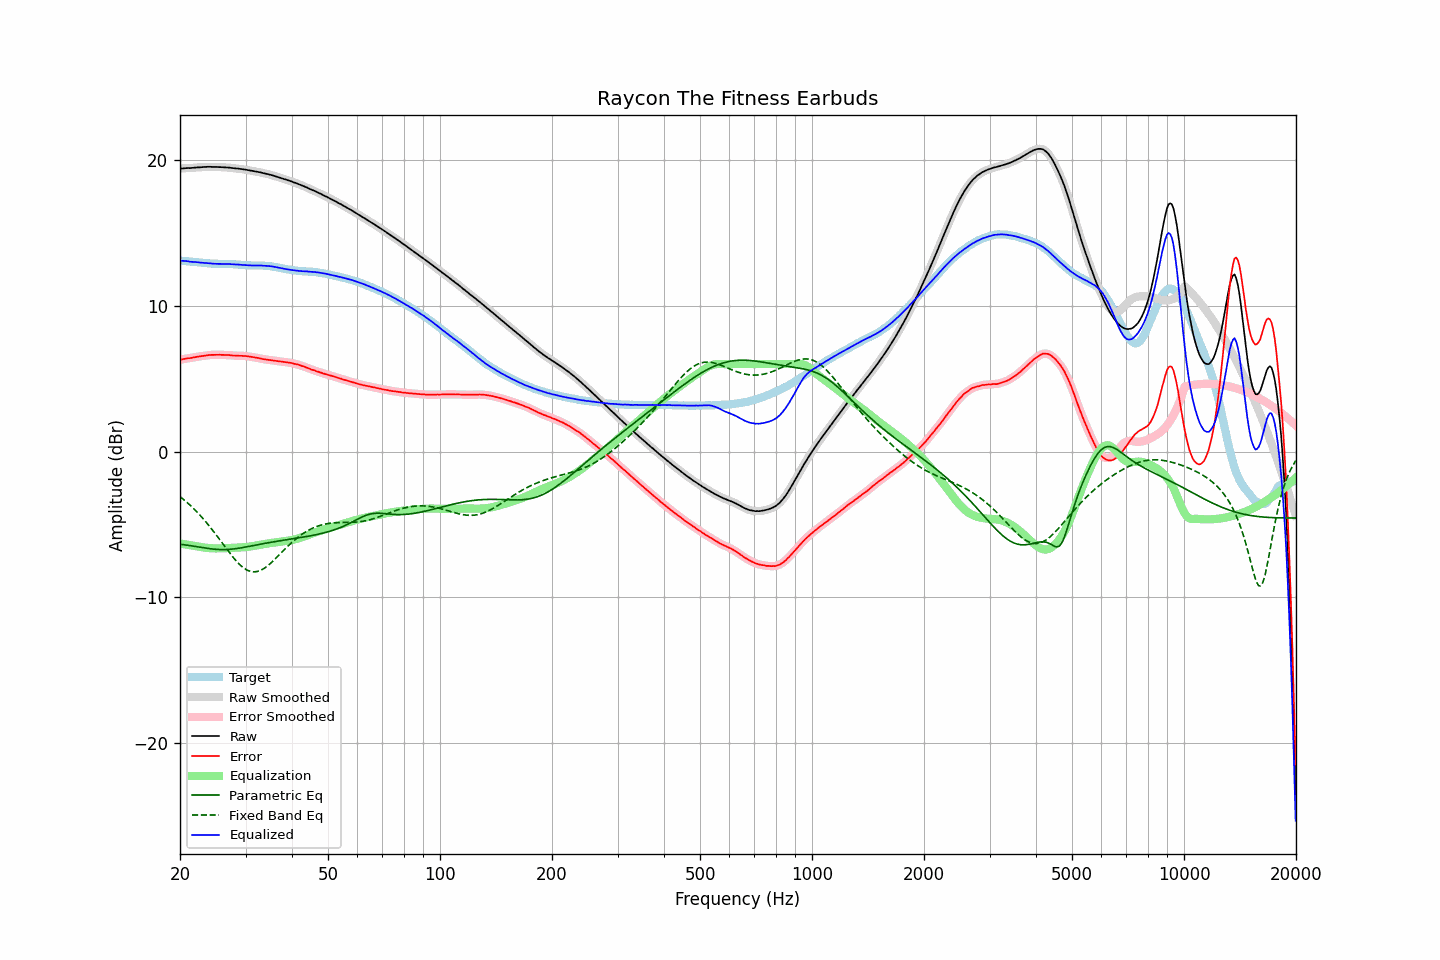 Raycon The Fitness Earbuds
20
10
0
−10
−20
Amplitude (dBr)
Target
Raw Smoothed
Error Smoothed
Raw
Error
Equalization
Parametric Eq
Fixed Band Eq
Equalized
20 50 100 200 500 1000 2000 5000 10000 20000
Frequency (Hz)